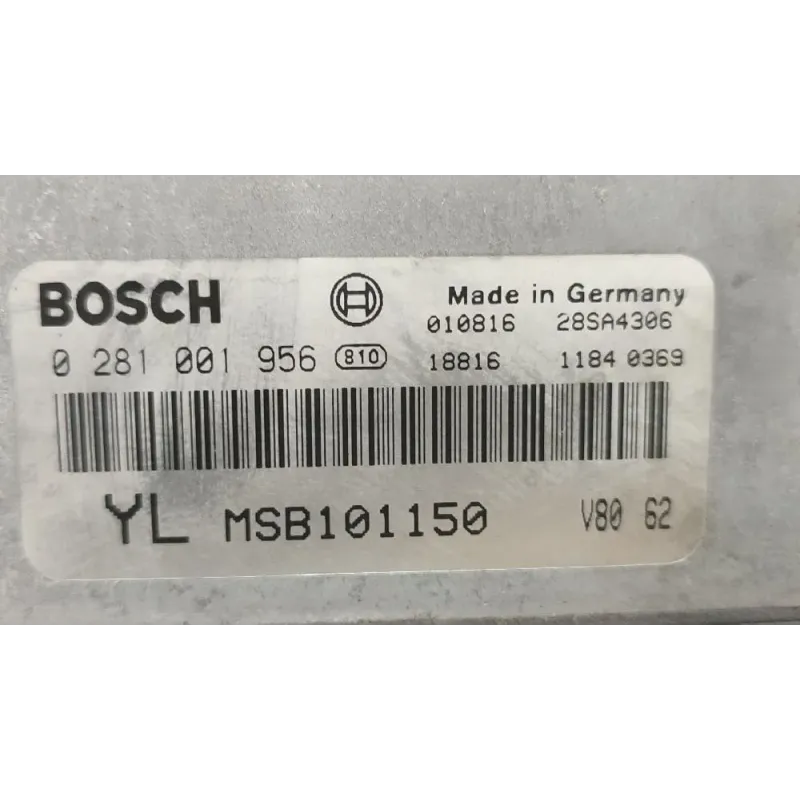 BOSCH Made in Germany
010816 28SA4306
0 281 001 956 810 18816 1184 0369
YL MSB101150 V80 62